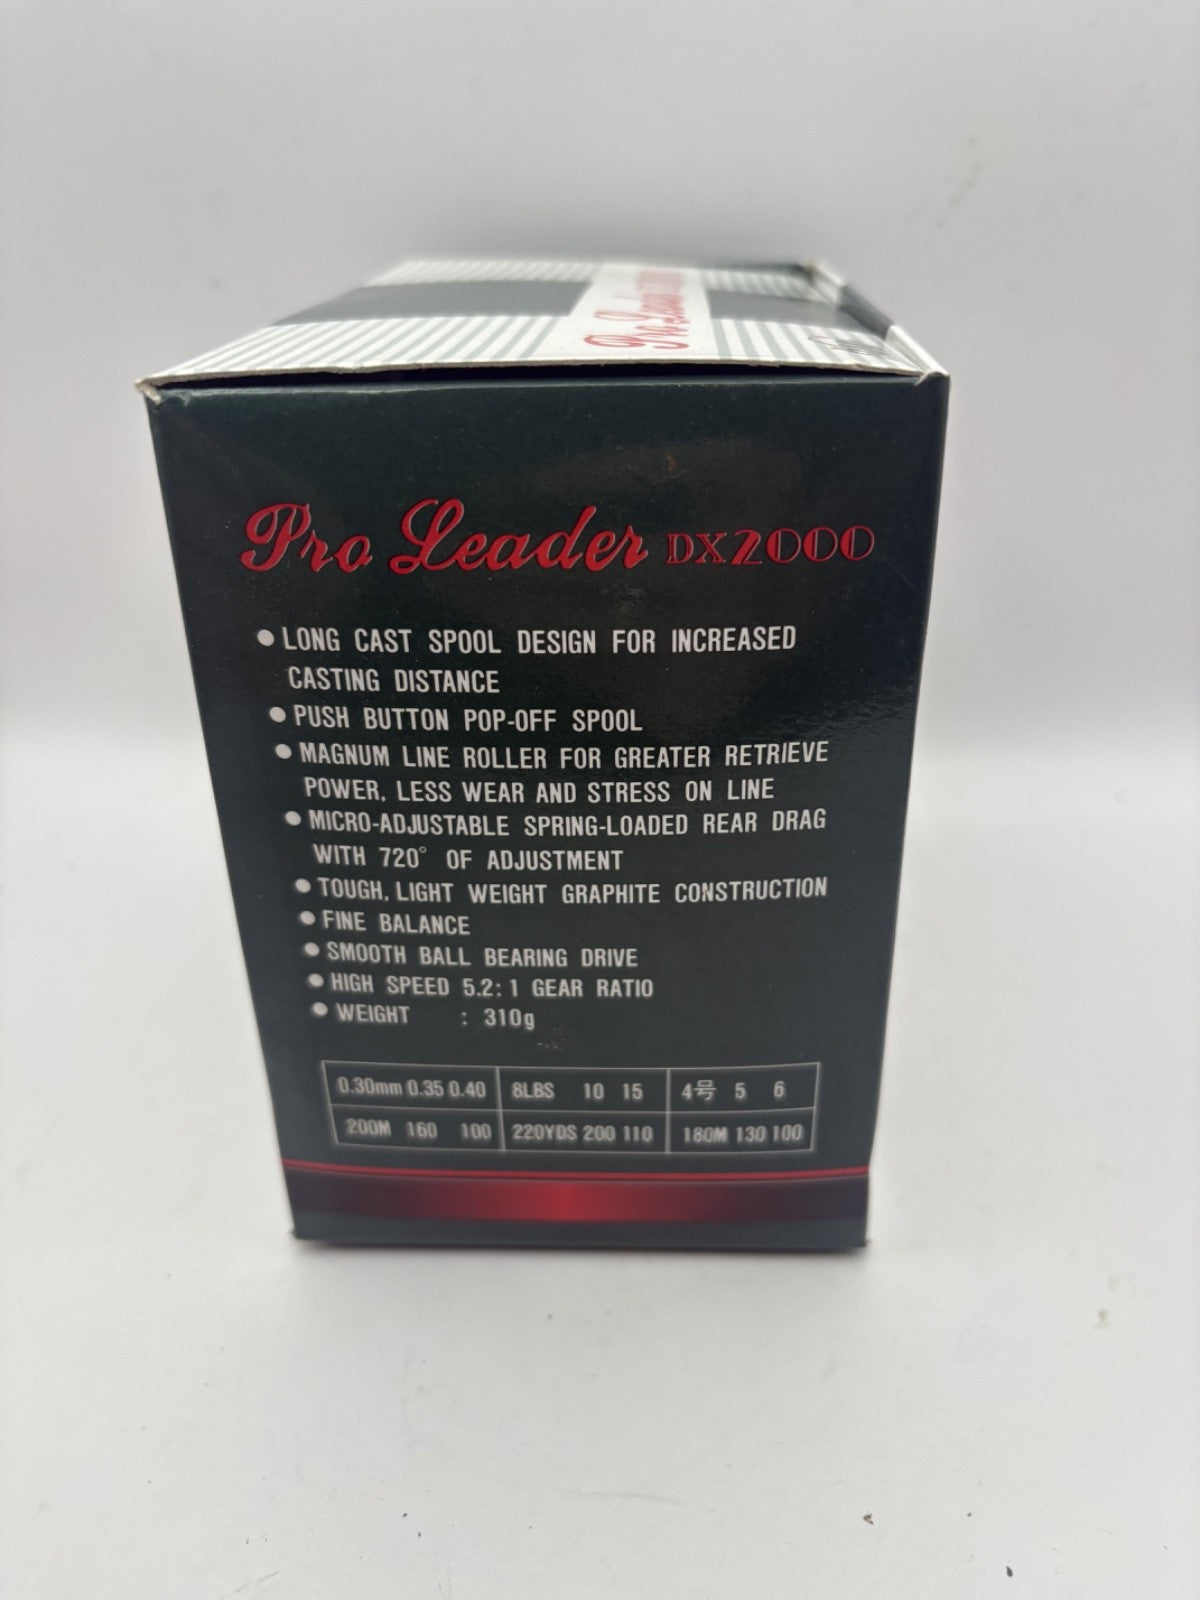 Pro Leader
Pro Leader DX2000
● LONG CAST SPOOL DESIGN FOR INCREASED
CASTING DISTANCE
● PUSH BUTTON POP-OFF SPOOL
● MAGNUM LINE ROLLER FOR GREATER RETRIEVE
POWER, LESS WEAR AND STRESS ON LINE
● MICRO-ADJUSTABLE SPRING-LOADED REAR DRAG
WITH 720° OF ADJUSTMENT
● TOUGH, LIGHT WEIGHT GRAPHITE CONSTRUCTION
● FINE BALANCE
● SMOOTH BALL BEARING DRIVE
● HIGH SPEED 5.2:1 GEAR RATIO
● WEIGHT : 310g
0.30mm 0.35 0.40 8LBS 10 15 4号 5 6
200M 160 100 220YDS 200 110 180M 130 100